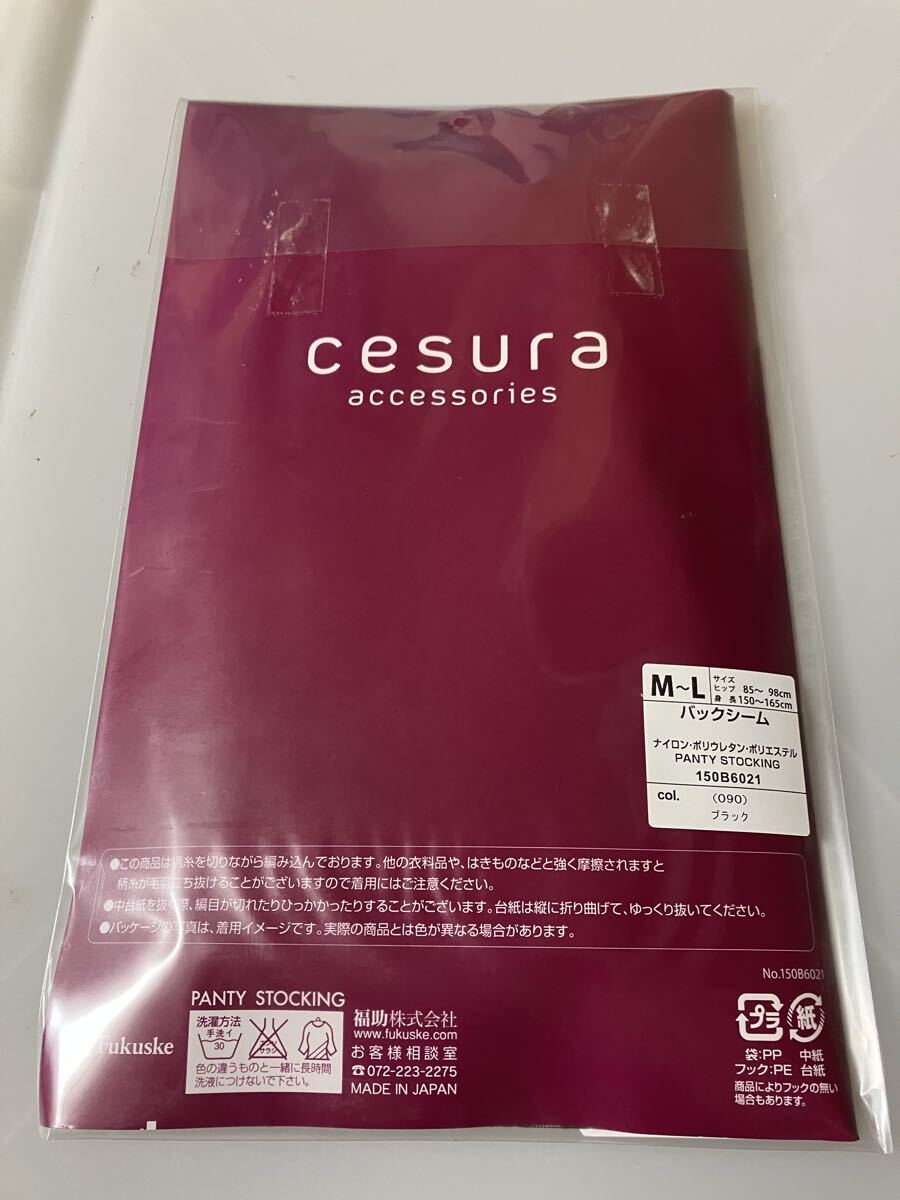 cesura
accessories
M~L
サイズ
ヒップ 85~ 98cm
身 長 150~165cm
バックシーム
ナイロン・ポリウレタン・ポリエステル
PANTY STOCKING
150B6021
col.
(090)
ブラック
●この商品は柄糸を切りながら編み込んでおります。他の衣料品や、はきものなどと強く摩擦されますと
柄糸が毛羽立ち抜けることがございますので着用にはご注意ください。
●中台紙を抜く際、編目が切れたりひっかかったりすることがございます。台紙は縦に折り曲げて、ゆっくり抜いてください。
●パッケージの写真は、着用イメージです。実際の商品とは色が異なる場合があります。
No.150B6021
PANTY STOCKING
Fukuske
洗濯方法
手洗イ
30
色の違うものと一緒に長時間
洗液につけないで下さい。
福助株式会社
www.fukuske.com
お客様相談室
☎072-223-2275
MADE IN JAPAN
プラ
紙
袋:PP 中紙
フック:PE 台紙
商品によりフックの無い
場合もあります。